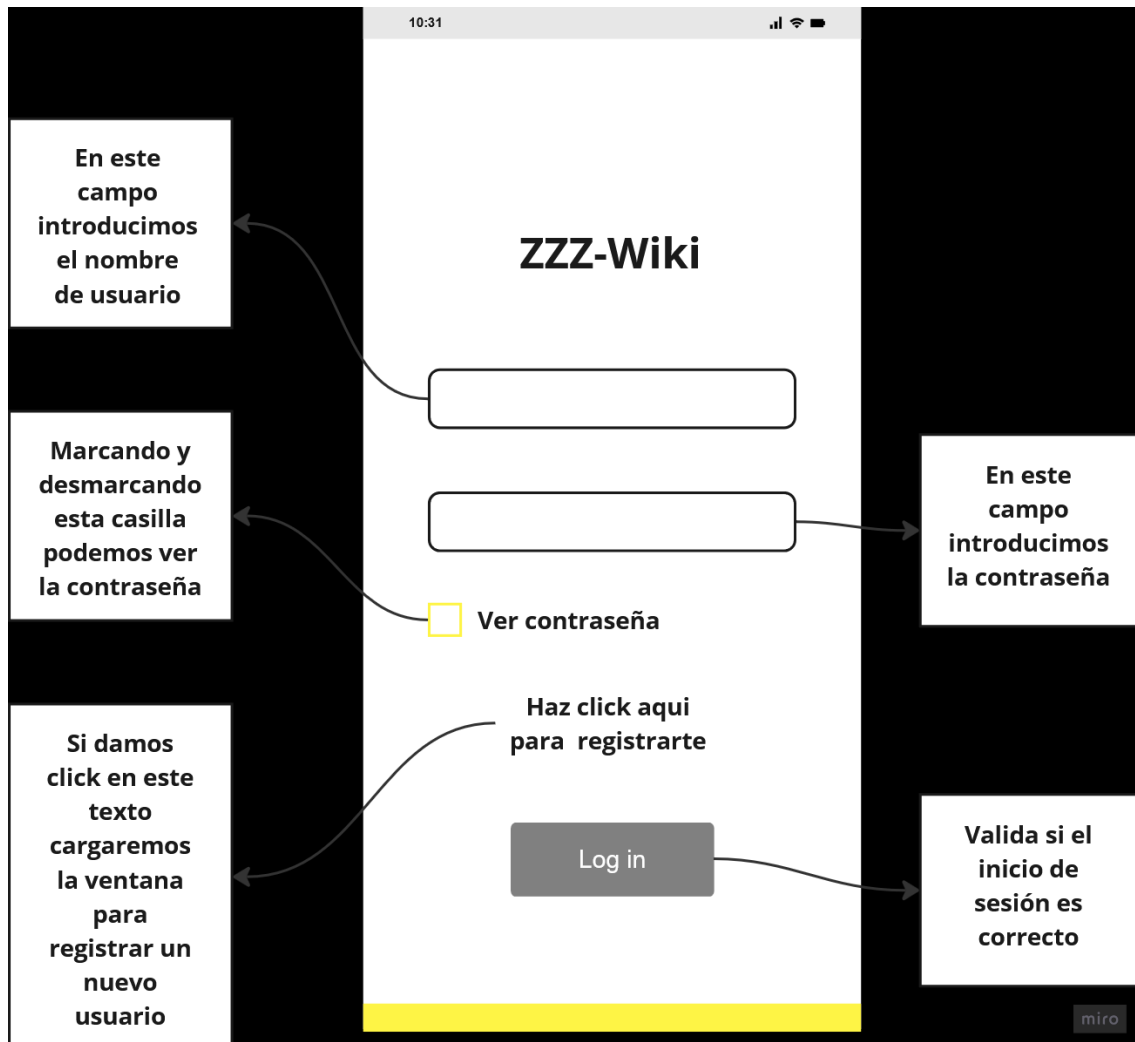 10:31
En este
campo
introducimos
el nombre
de usuario
ZZZ-Wiki
Marcando y
desmarcando
esta casilla
podemos ver
la contraseña
En este
campo
introducimos
la contraseña
Ver contraseña
Haz click aqui
para  registrarte
Si damos
click en este
texto
cargaremos
la ventana
para
registrar un
nuevo
usuario
Log in
Valida si el
inicio de
sesión es
correcto
miro